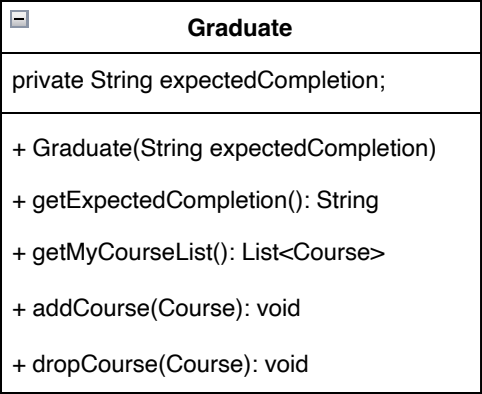 Graduate
private String expectedCompletion;
+ Graduate(String expectedCompletion)
+ getExpectedCompletion(): String
+ getMyCourseList(): List<Course>
+ addCourse(Course): void
+ dropCourse(Course): void